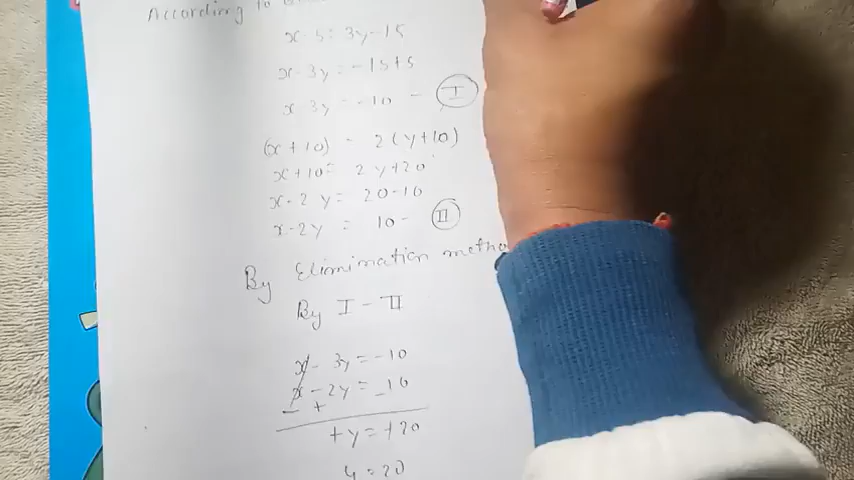 According to
x-5=3y-15
x-3y=-15+5
x-3y=-10 - I
(x+10) = 2(y+10)
x+10=2y+20
x-2y=20-10
x-2y = 10- II
By Elimination metho
By I - II
x-3y=-10
x-2y=10
- + -
+y=+20
y=20